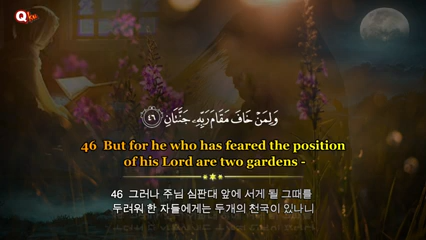 Q
وَلِمَنْ خَافَ مَقَامَ رَبِّهِۦ جَنَّتَانِ ٤٦
46 But for he who has feared the position
of his Lord are two gardens -
46 그러나 주님 심판대 앞에 서게 될 그때를
두려워 한 자들에게는 두개의 천국이 있나니